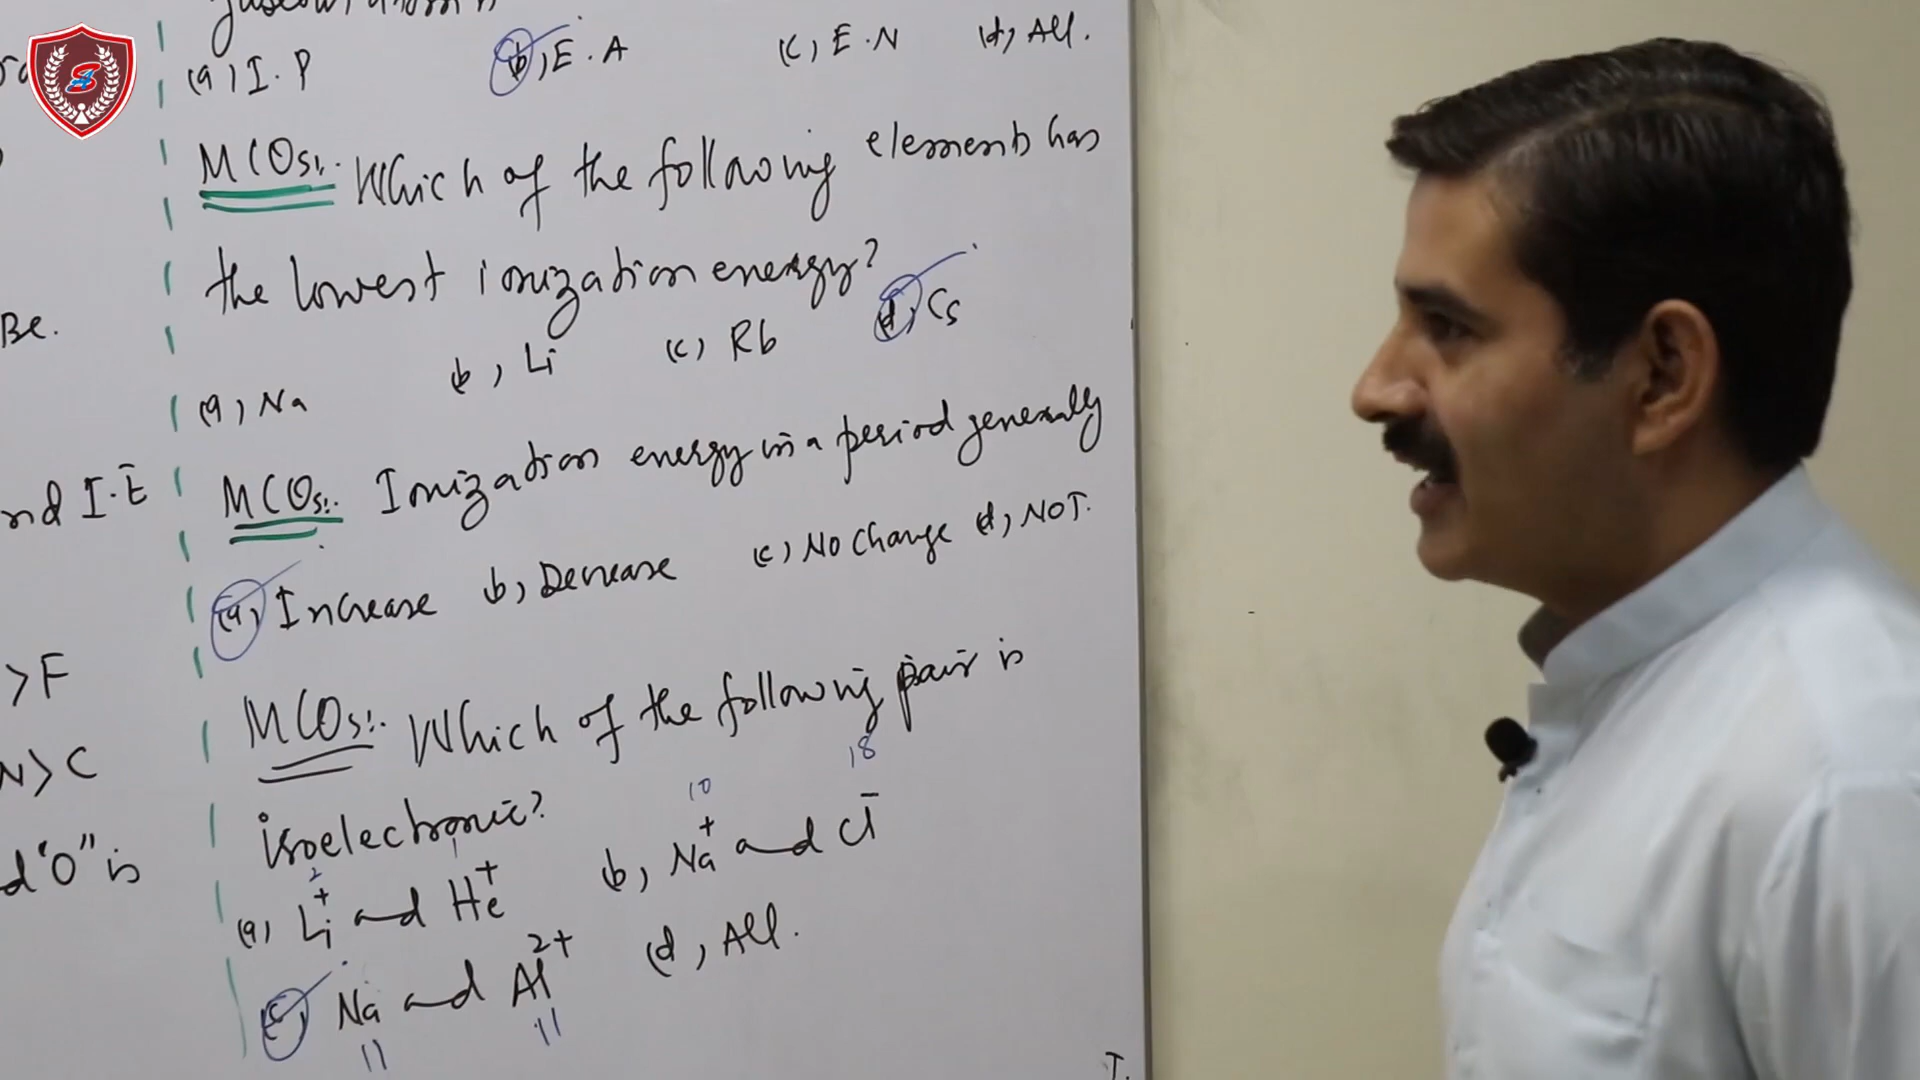 (a) I.P (b) E.A (c) E.N (d) All.
MCQs:. Which of the following elements has
the lowest ionization energy?
(a) Na (b) Li (c) Rb (d) Cs
MCQs:. Ionization energy in a period generally
(a) Increase (b) Decrease (c) No Change (d) NOT.
MCQs:. Which of the following pair is
isoelectronic?
10 18
2 1
(a) Li+ and He+ (b) Na+ and Cl-
(c) Na and Al2+ (d) All.
11 11
Be.
nd I.E
>F
N>C
d "O" is